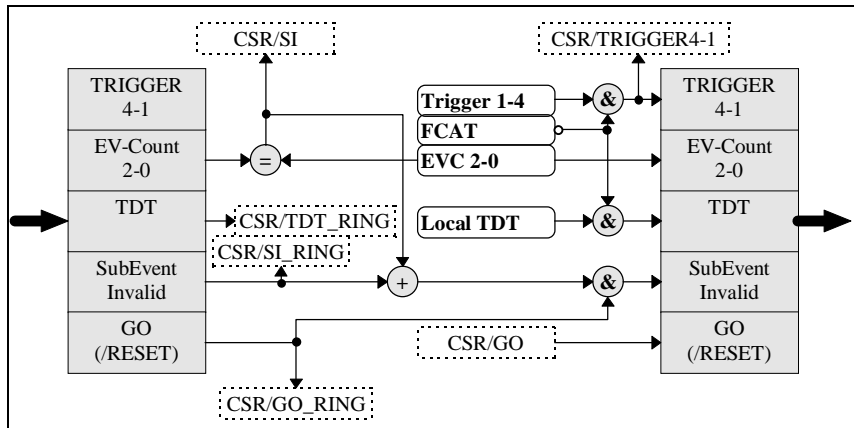 CSR/SI
CSR/TRIGGER4-1
TRIGGER
4-1
EV-Count
2-0
TDT
SubEvent
Invalid
GO
(/RESET)
=
CSR/TDT_RING
CSR/SI_RING
+
CSR/GO_RING
Trigger 1-4
FCAT
EVC 2-0
Local TDT
CSR/GO
&
&
&
TRIGGER
4-1
EV-Count
2-0
TDT
SubEvent
Invalid
GO
(/RESET)